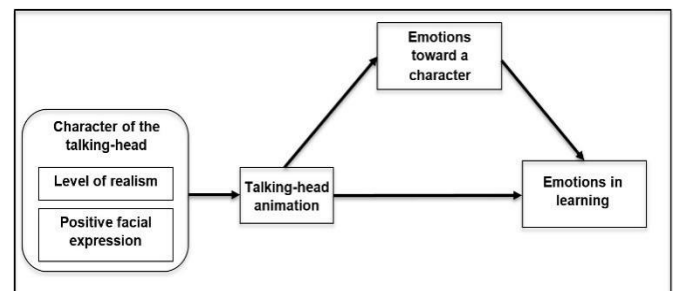 Emotions
toward a
character
Character of the
talking-head
Level of realism
Positive facial
expression
Talking-head
animation
Emotions in
learning